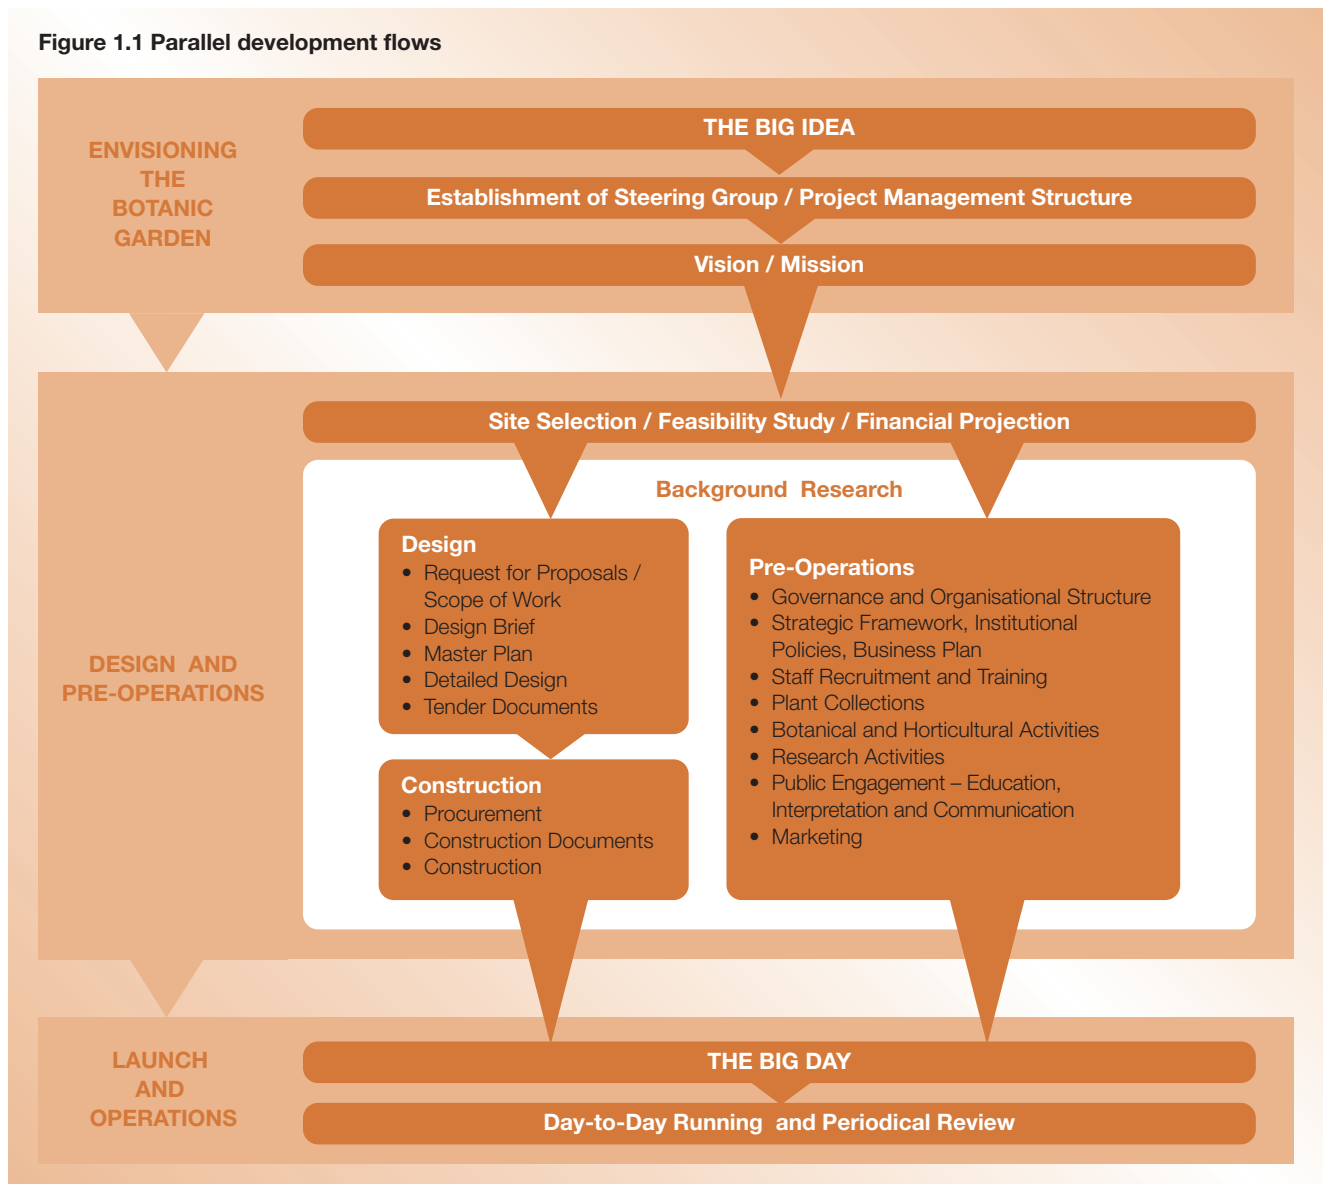 Figure 1.1 Parallel development flows
ENVISIONING
THE
BOTANIC
GARDEN
THE BIG IDEA
Establishment of Steering Group / Project Management Structure
Vision / Mission
DESIGN AND
PRE-OPERATIONS
Site Selection / Feasibility Study / Financial Projection
Background Research
Design
• Request for Proposals /
Scope of Work
• Design Brief
• Master Plan
• Detailed Design
• Tender Documents
Construction
• Procurement
• Construction Documents
• Construction
Pre-Operations
• Governance and Organisational Structure
• Strategic Framework, Institutional
Policies, Business Plan
• Staff Recruitment and Training
• Plant Collections
• Botanical and Horticultural Activities
• Research Activities
• Public Engagement – Education,
Interpretation and Communication
• Marketing
LAUNCH
AND
OPERATIONS
THE BIG DAY
Day-to-Day Running and Periodical Review